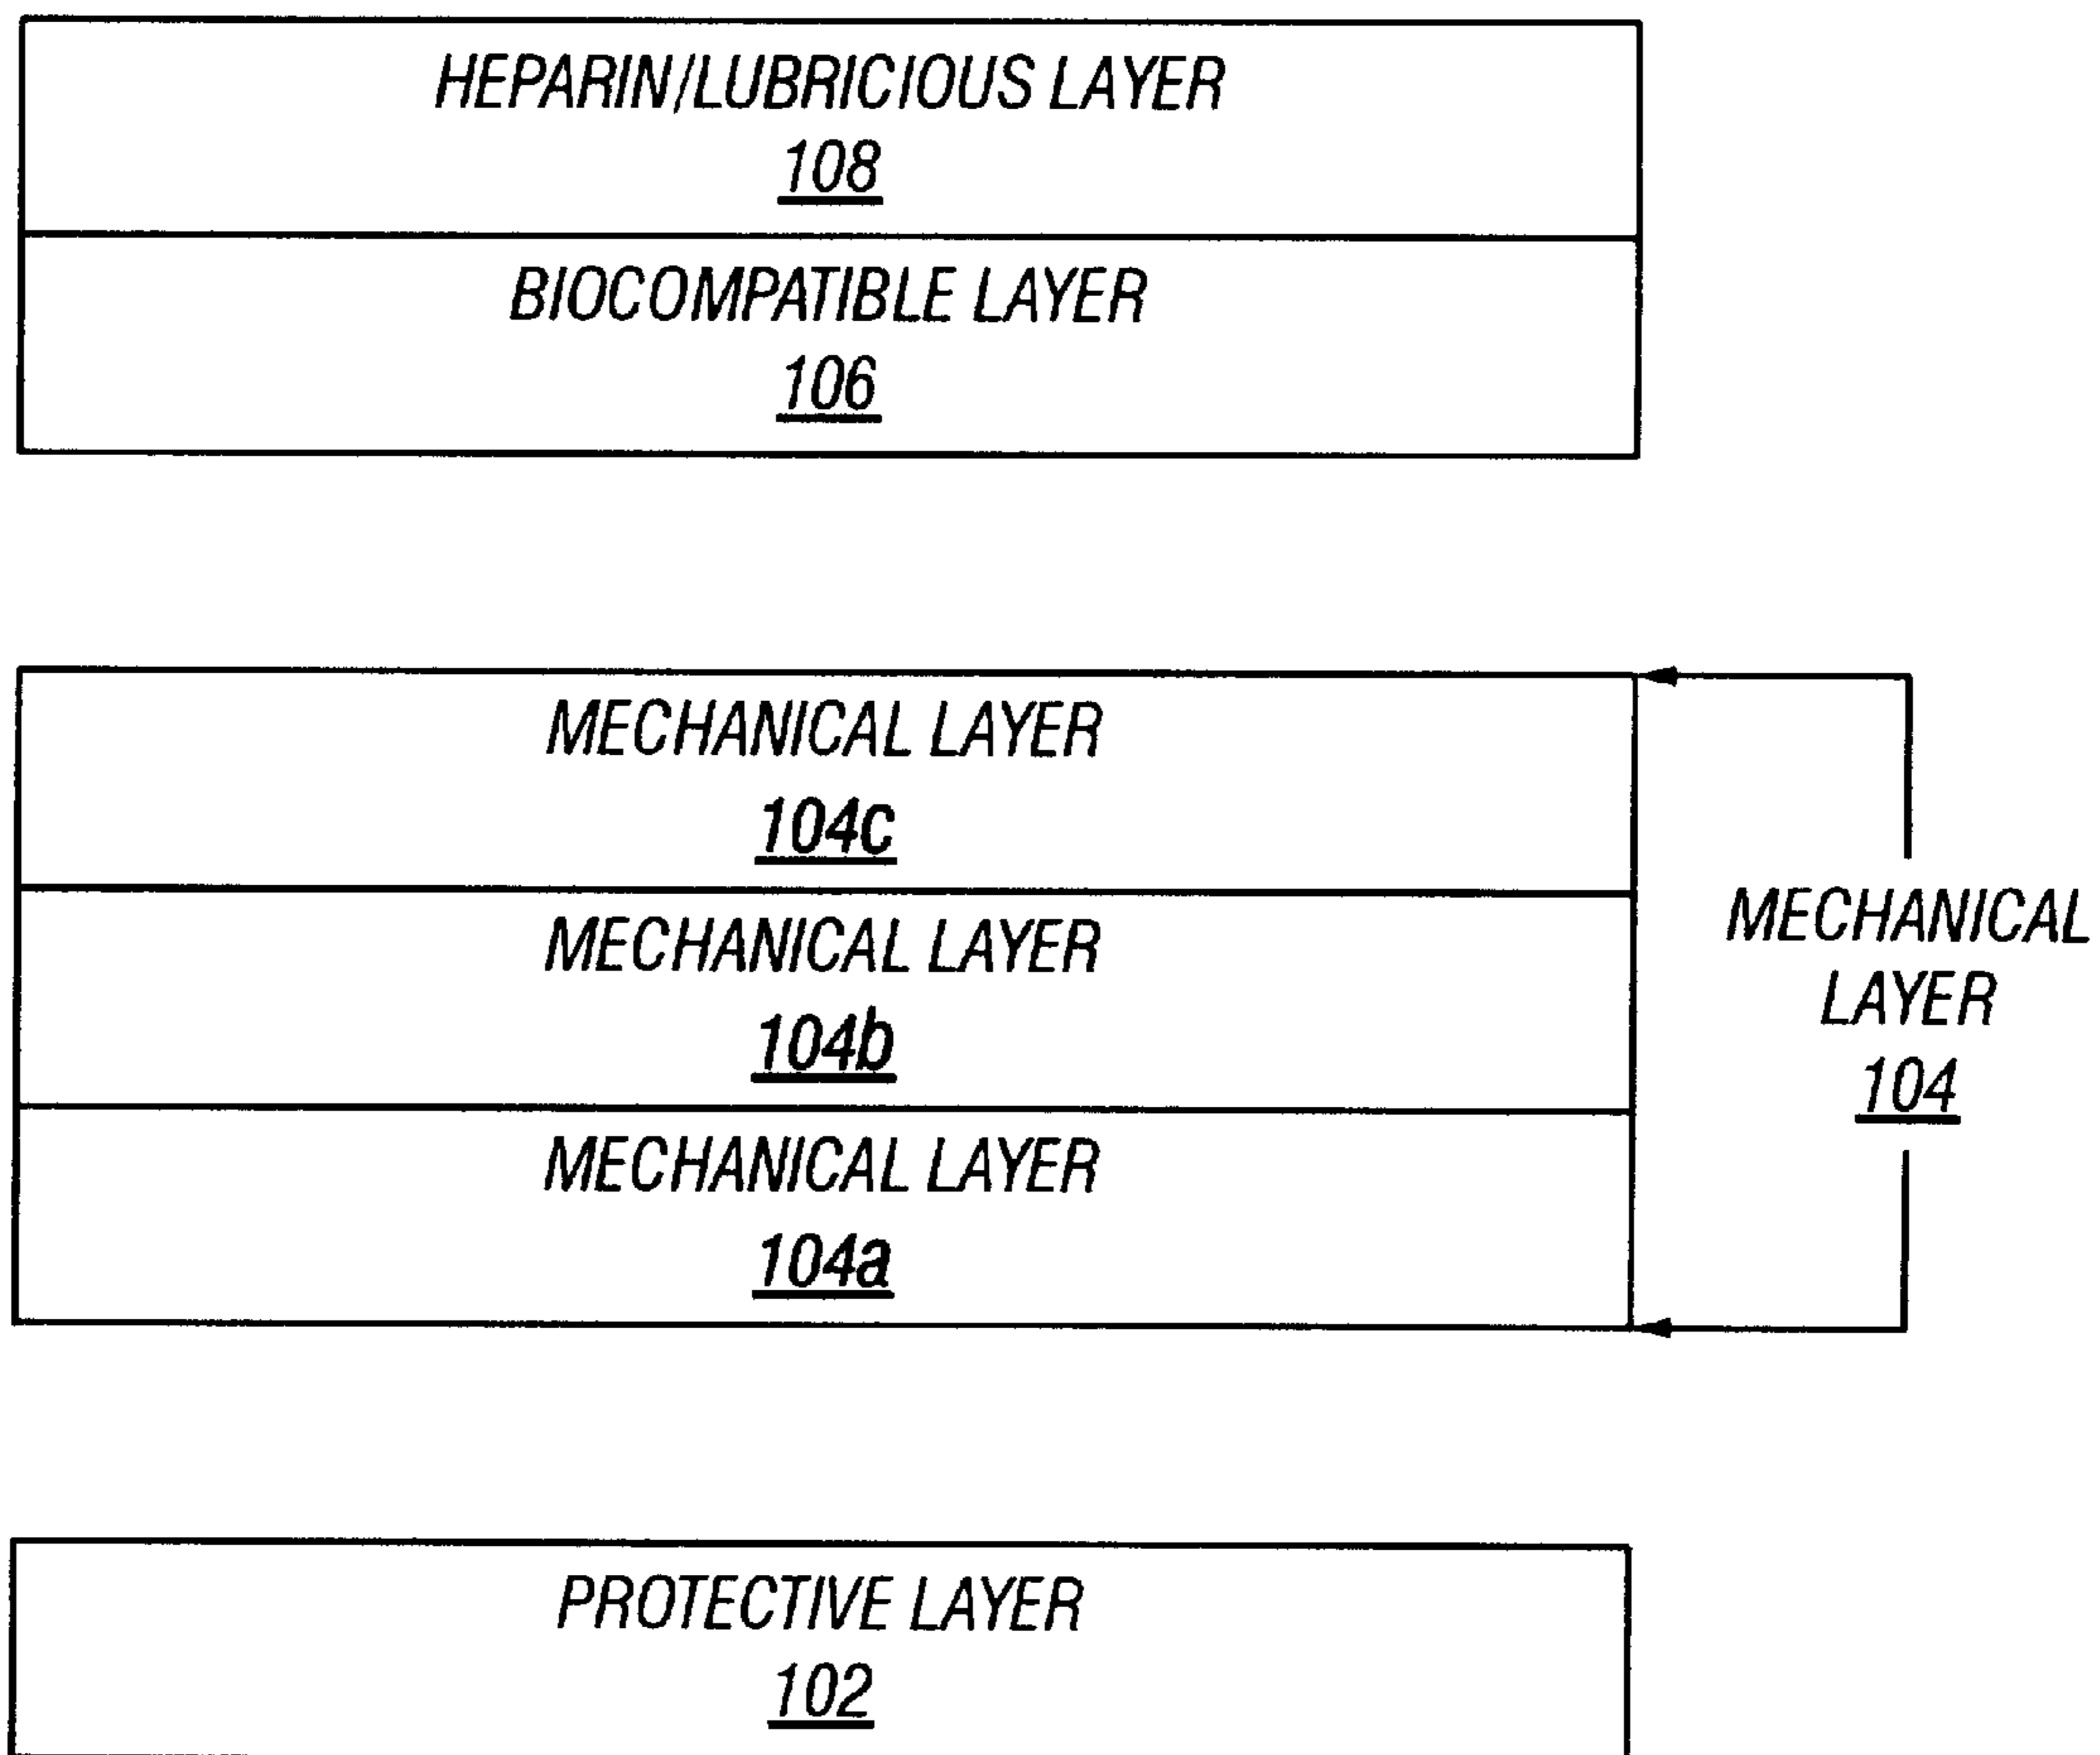 HEPARIN/LUBRICIOUS LAYER
108
BIOCOMPATIBLE LAYER
106
MECHANICAL LAYER
104c
MECHANICAL LAYER
104b
MECHANICAL LAYER
104a
MECHANICAL
LAYER
104
PROTECTIVE LAYER
102